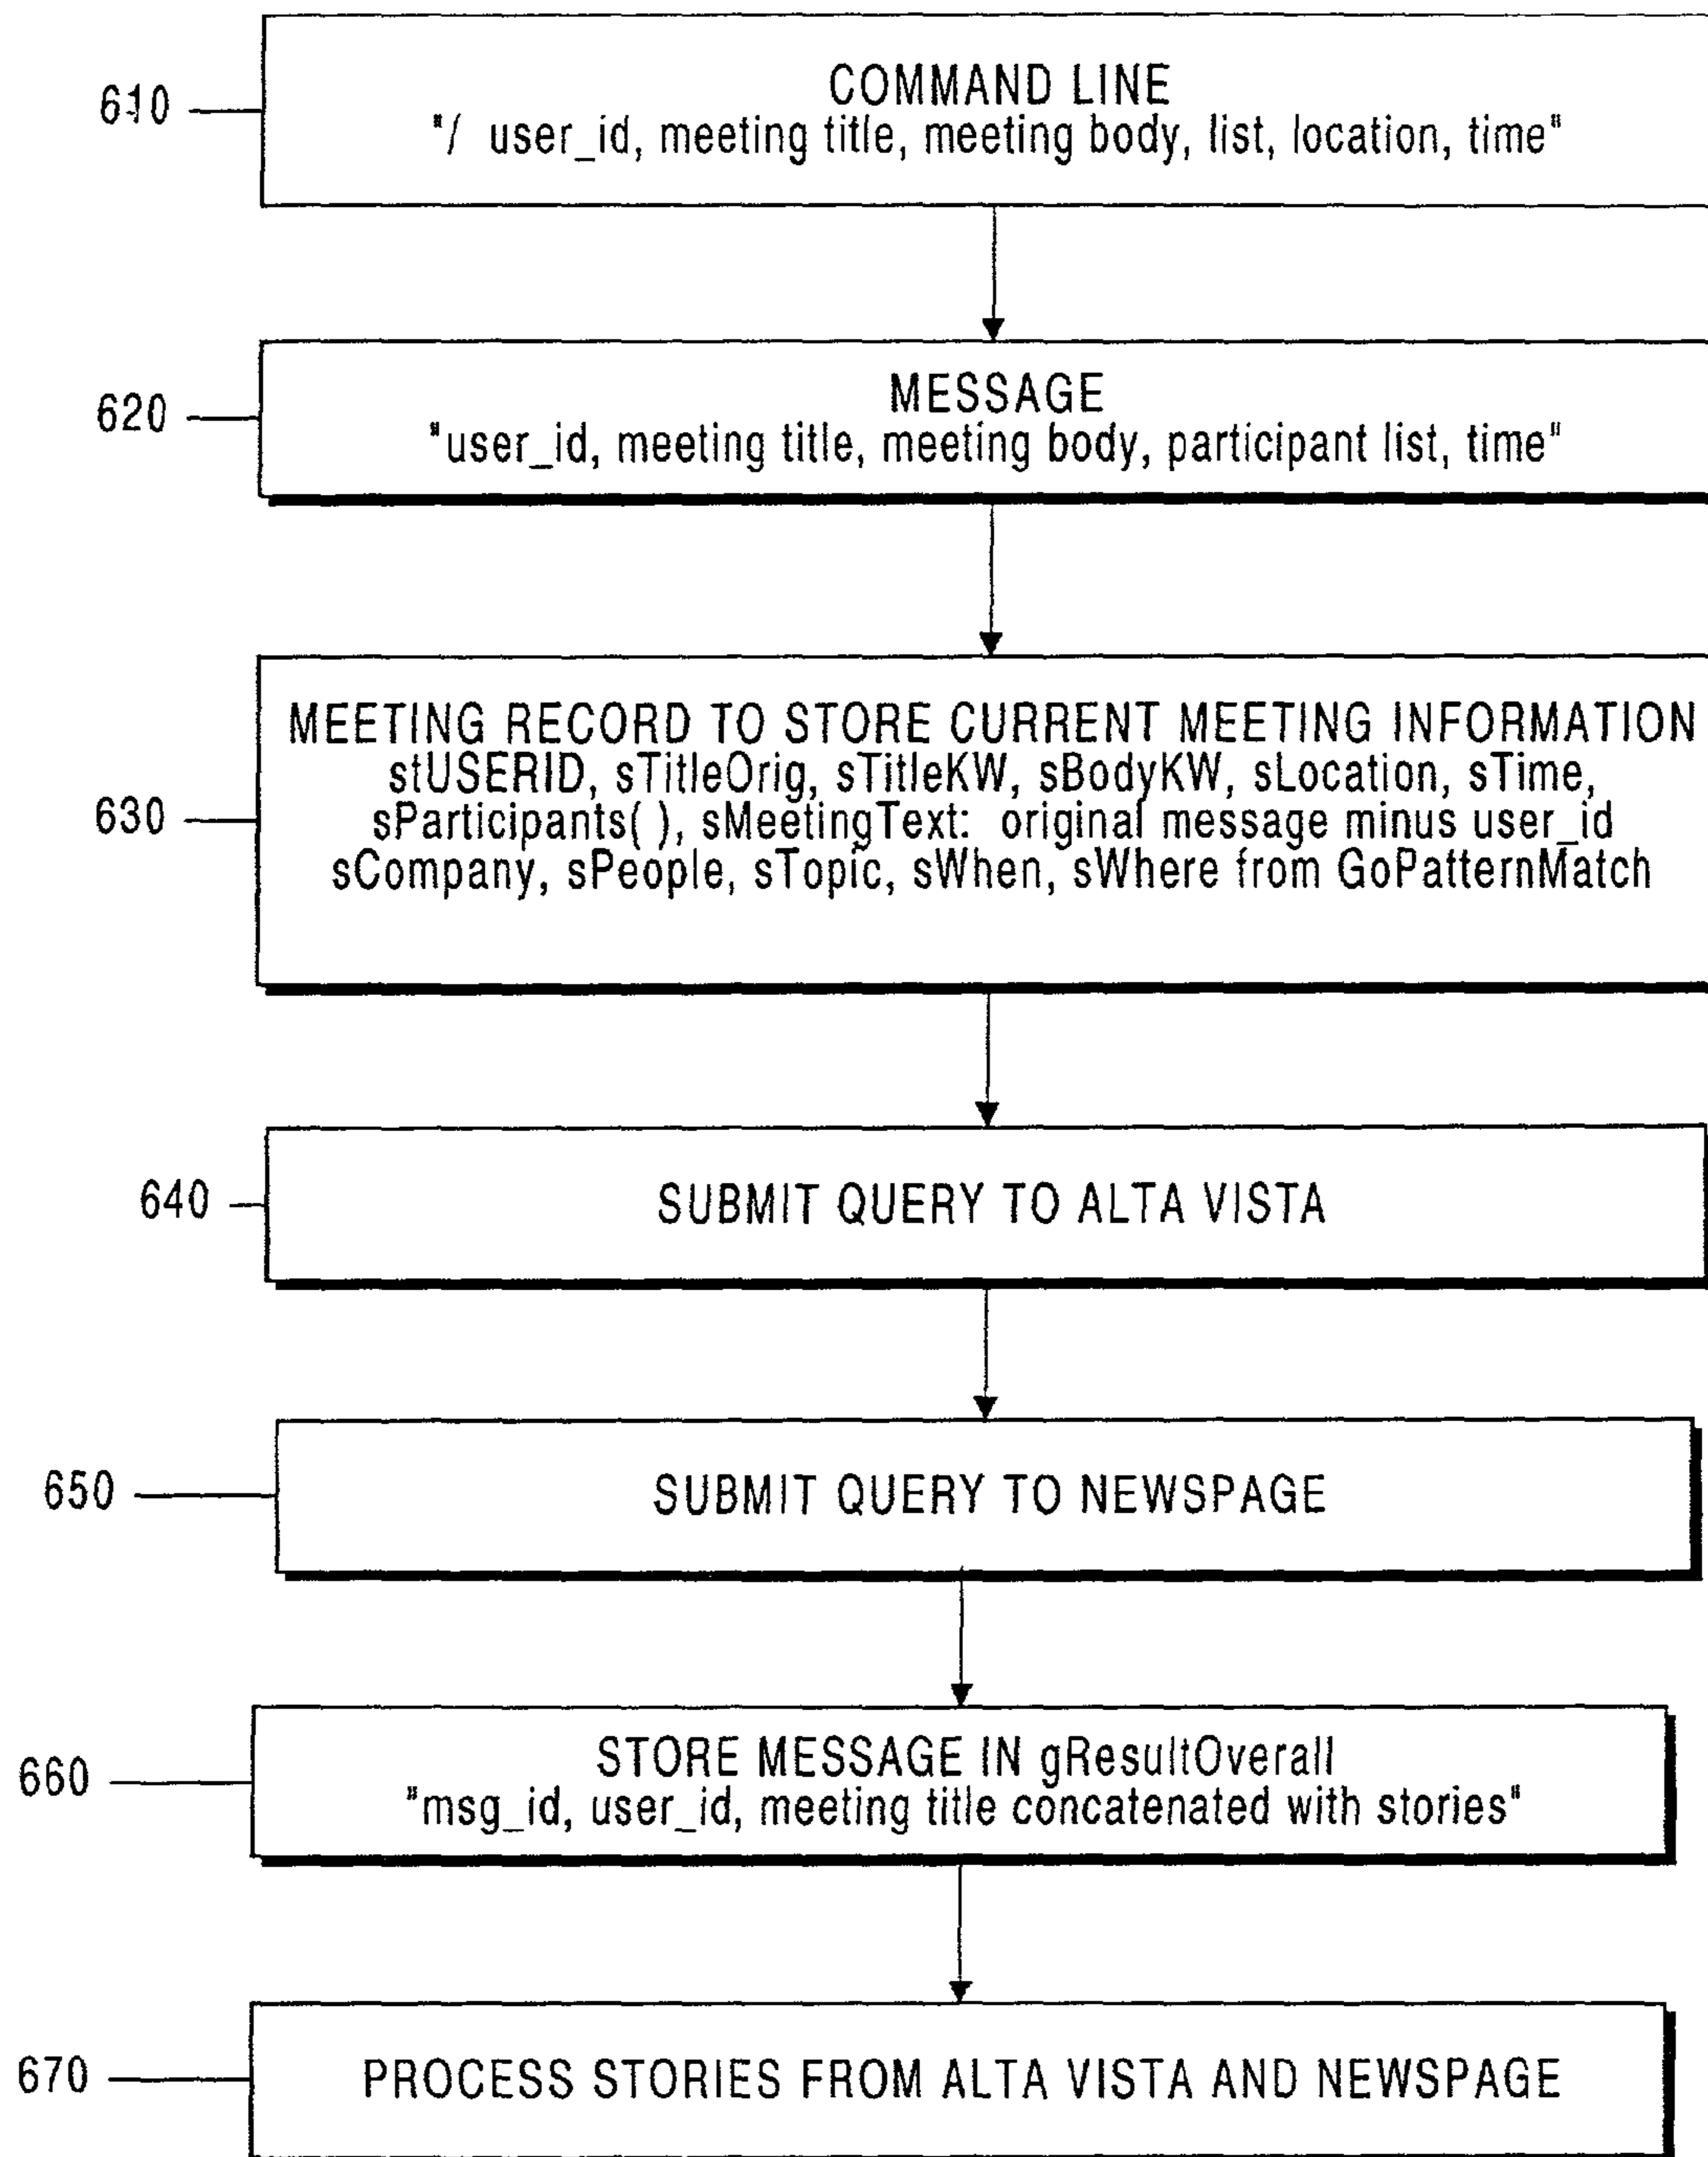 610
COMMAND LINE
"/ user_id, meeting title, meeting body, list, location, time"
620
MESSAGE
"user_id, meeting title, meeting body, participant list, time"
630
MEETING RECORD TO STORE CURRENT MEETING INFORMATION
stUSERID, sTitleOrig, sTitleKW, sBodyKW, sLocation, sTime,
sParticipants( ), sMeetingText: original message minus user_id
sCompany, sPeople, sTopic, sWhen, sWhere from GoPatternMatch
640
SUBMIT QUERY TO ALTA VISTA
650
SUBMIT QUERY TO NEWSPAGE
660
STORE MESSAGE IN gResultOverall
"msg_id, user_id, meeting title concatenated with stories"
670
PROCESS STORIES FROM ALTA VISTA AND NEWSPAGE